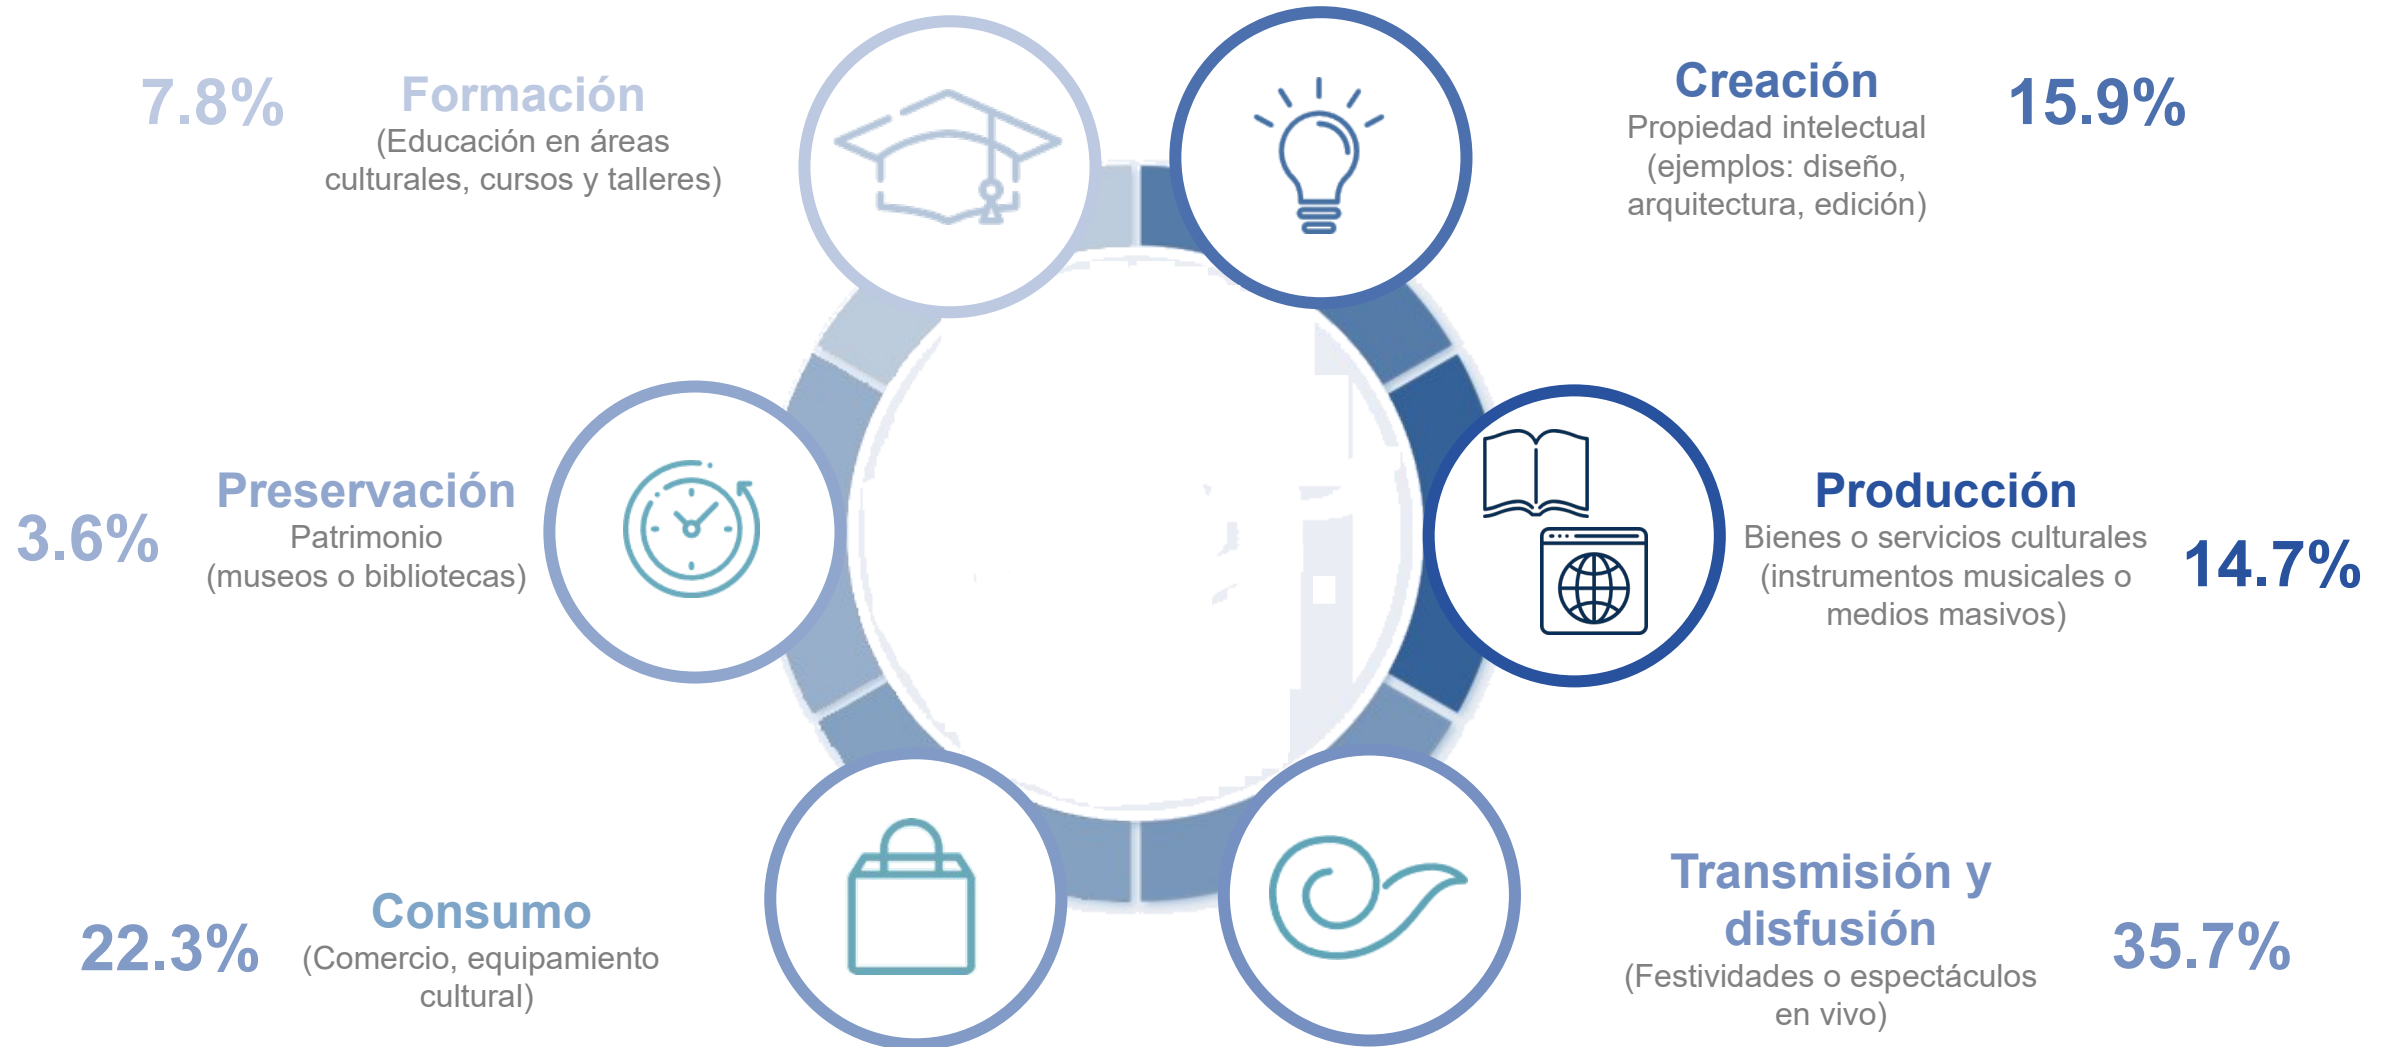 7.8%
Formación
(Educación en áreas
culturales, cursos y talleres)
Creación
Propiedad intelectual
(ejemplos: diseño,
arquitectura, edición)
15.9%
3.6%
Preservación
Patrimonio
(museos o bibliotecas)
Producción
Bienes o servicios culturales
(instrumentos musicales o
medios masivos)
14.7%
22.3%
Consumo
(Comercio, equipamiento
cultural)
Transmisión y
disfusión
(Festividades o espectáculos
en vivo)
35.7%